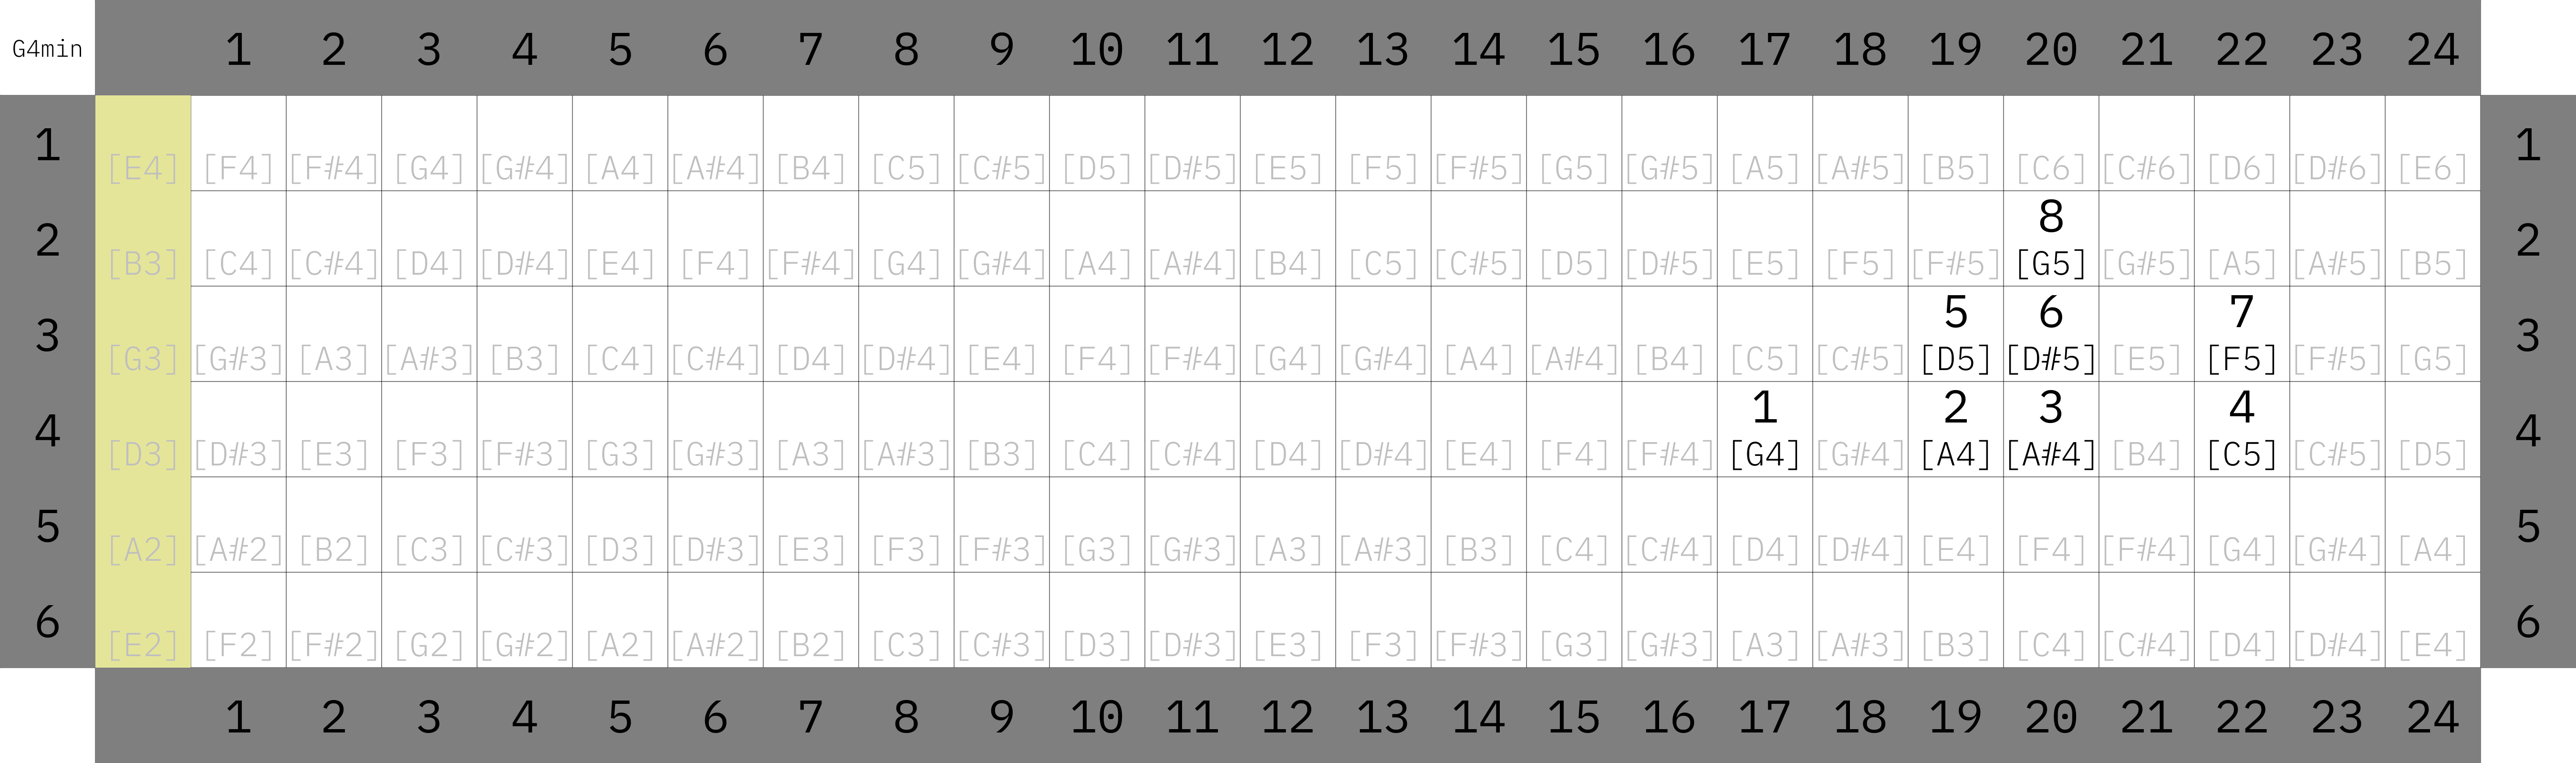 G4min 1 2 3 4 5 6 7 8 9 10 11 12 13 14 15 16 17 18 19 20 21 22 23 24
1 1
[E4] [F4] [F#4] [G4] [G#4] [A4] [A#4] [B4] [C5] [C#5] [D5] [D#5] [E5] [F5] [F#5] [G5] [G#5] [A5] [A#5] [B5] [C6] [C#6] [D6] [D#6] [E6]
2 8 2
[B3] [C4] [C#4] [D4] [D#4] [E4] [F4] [F#4] [G4] [G#4] [A4] [A#4] [B4] [C5] [C#5] [D5] [D#5] [E5] [F5] [F#5] [G5] [G#5] [A5] [A#5] [B5]
3 5 6 7 3
[G3] [G#3] [A3] [A#3] [B3] [C4] [C#4] [D4] [D#4] [E4] [F4] [F#4] [G4] [G#4] [A4] [A#4] [B4] [C5] [C#5] [D5] [D#5] [E5] [F5] [F#5] [G5]
4 1 2 3 4 4
[D3] [D#3] [E3] [F3] [F#3] [G3] [G#3] [A3] [A#3] [B3] [C4] [C#4] [D4] [D#4] [E4] [F4] [F#4] [G4] [G#4] [A4] [A#4] [B4] [C5] [C#5] [D5]
5 5
[A2] [A#2] [B2] [C3] [C#3] [D3] [D#3] [E3] [F3] [F#3] [G3] [G#3] [A3] [A#3] [B3] [C4] [C#4] [D4] [D#4] [E4] [F4] [F#4] [G4] [G#4] [A4]
6 6
[E2] [F2] [F#2] [G2] [G#2] [A2] [A#2] [B2] [C3] [C#3] [D3] [D#3] [E3] [F3] [F#3] [G3] [G#3] [A3] [A#3] [B3] [C4] [C#4] [D4] [D#4] [E4]
1 2 3 4 5 6 7 8 9 10 11 12 13 14 15 16 17 18 19 20 21 22 23 24